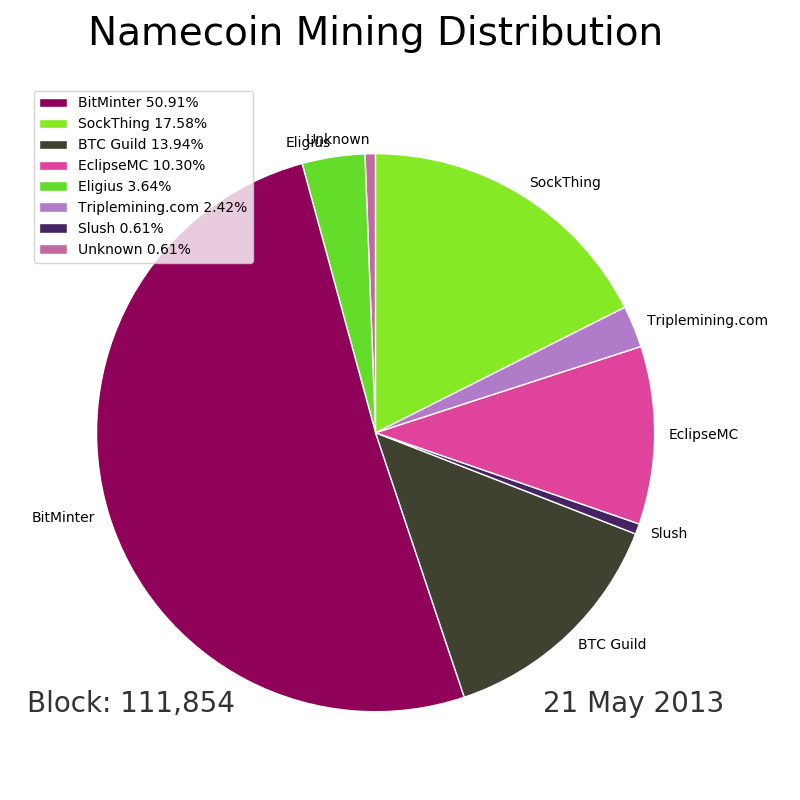 Namecoin Mining Distribution
BitMinter 50.91%
SockThing 17.58%
BTC Guild 13.94%
EclipseMC 10.30%
Eligius 3.64%
Triplemining.com 2.42%
Slush 0.61%
Unknown 0.61%
Eligius
Unknown
SockThing
Triplemining.com
EclipseMC
BitMinter
Slush
BTC Guild
Block: 111,854
21 May 2013